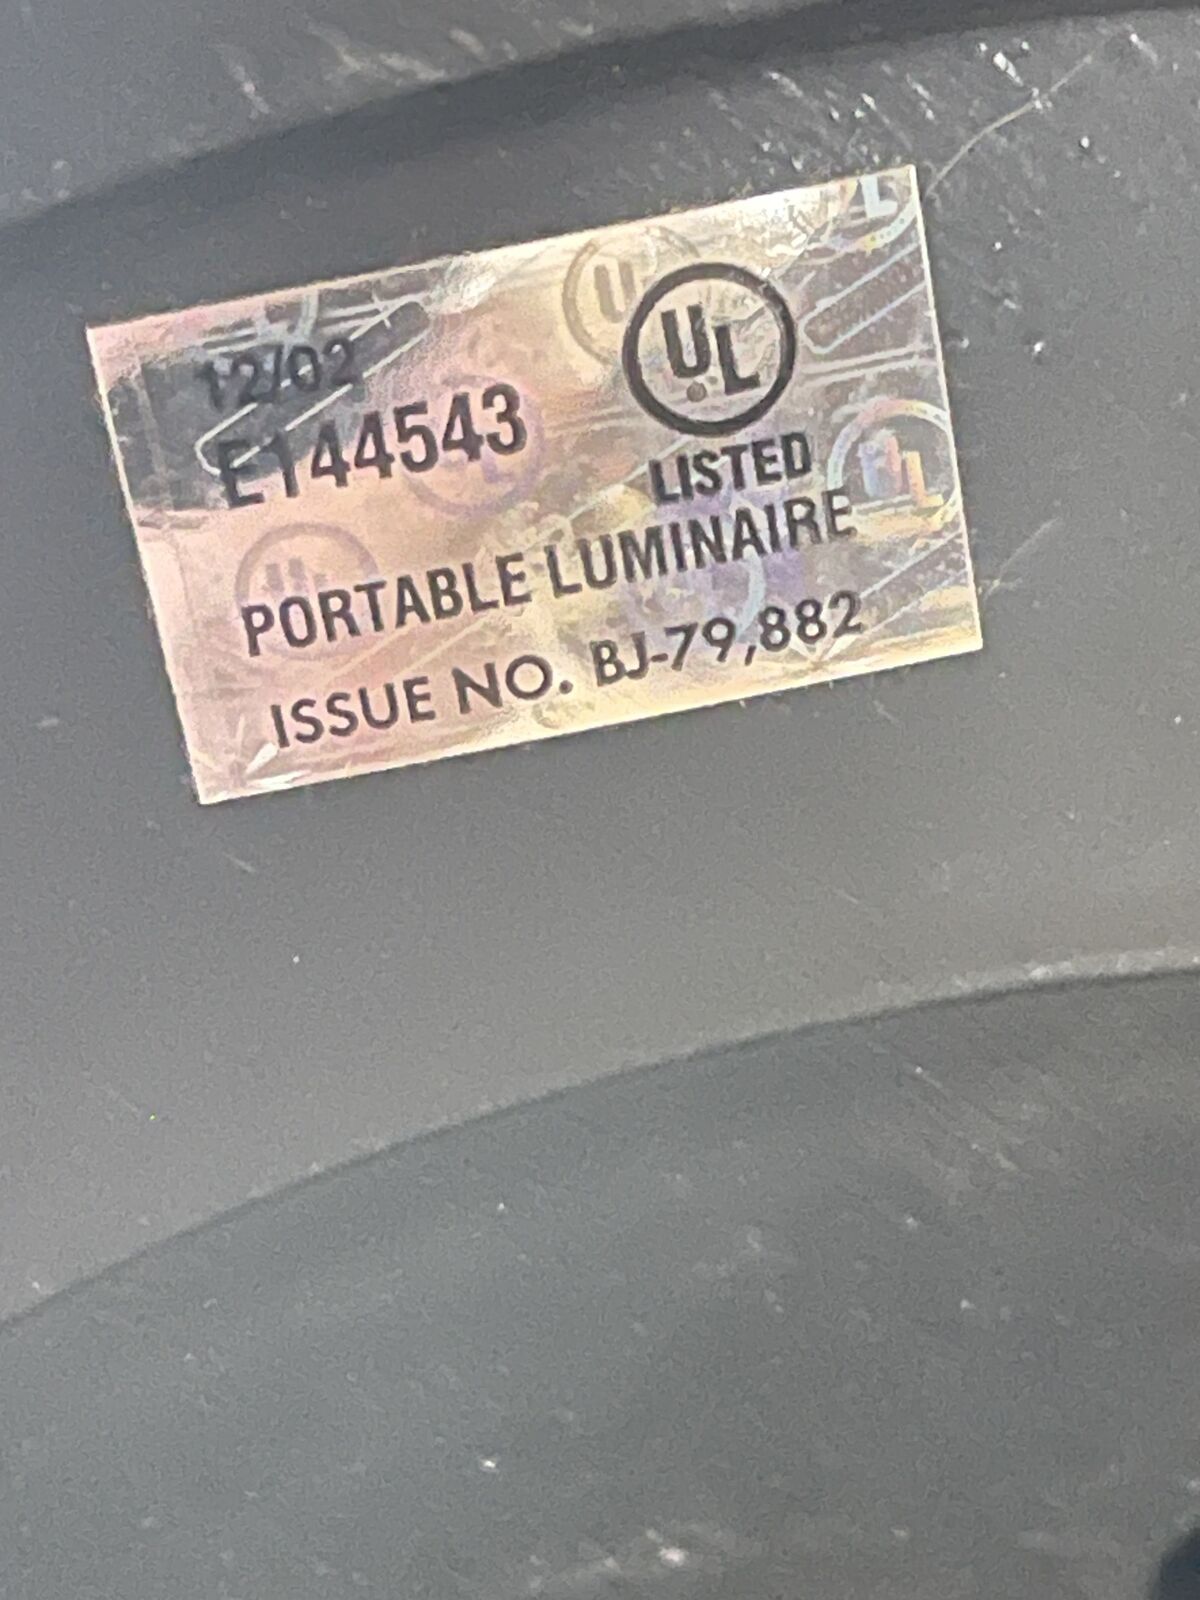 12/02
E144543
UL
LISTED
PORTABLE LUMINAIRE
ISSUE NO. BJ-79,882